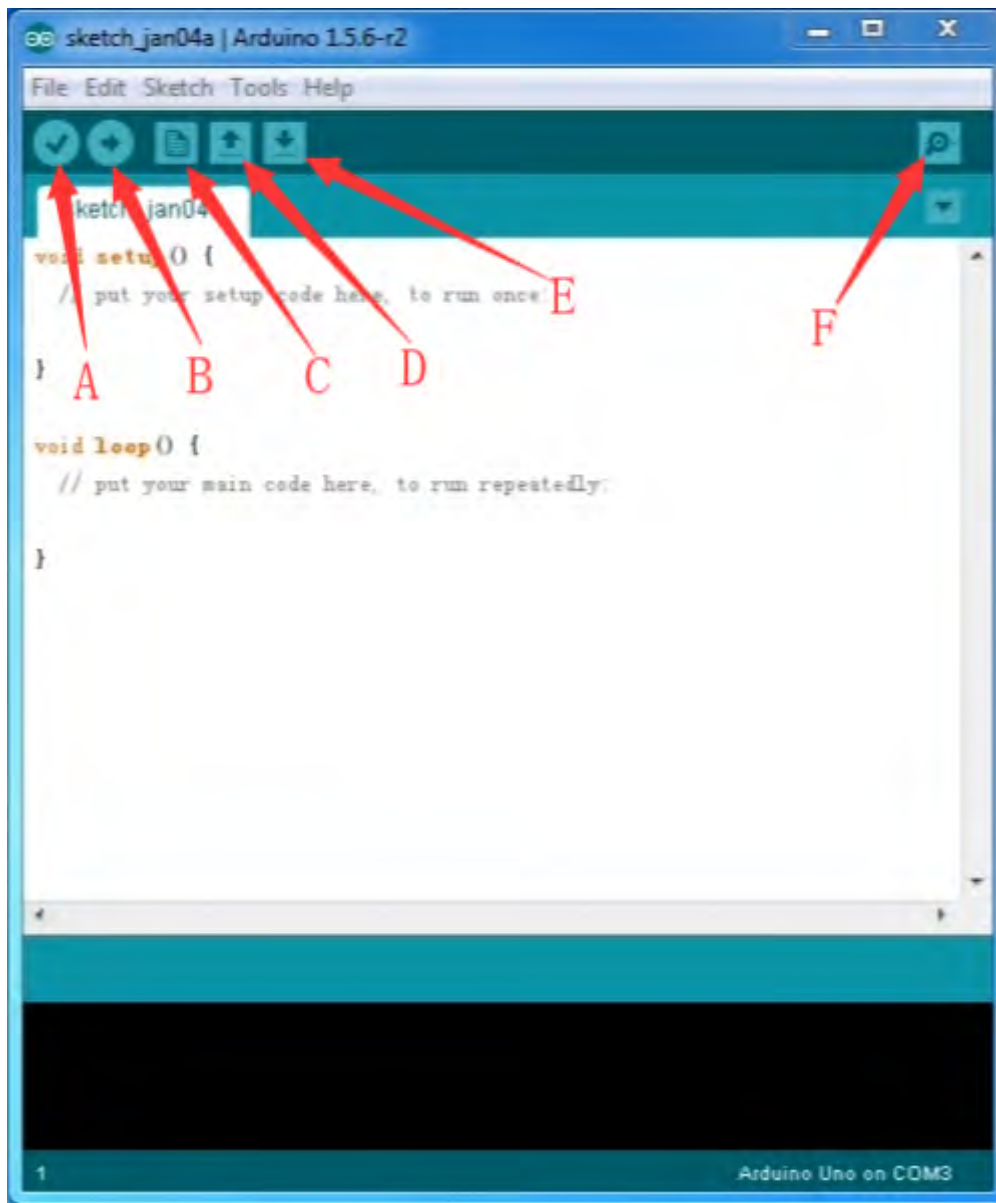 sketch_jan04a | Arduino 1.5.6-r2
File Edit Sketch Tools Help
sketch_jan04
void setup() {
// put your setup code here, to run once:
}
A
B
C
D
E
F
void loop() {
// put your main code here, to run repeatedly:
}
1
Arduino Uno on COM3